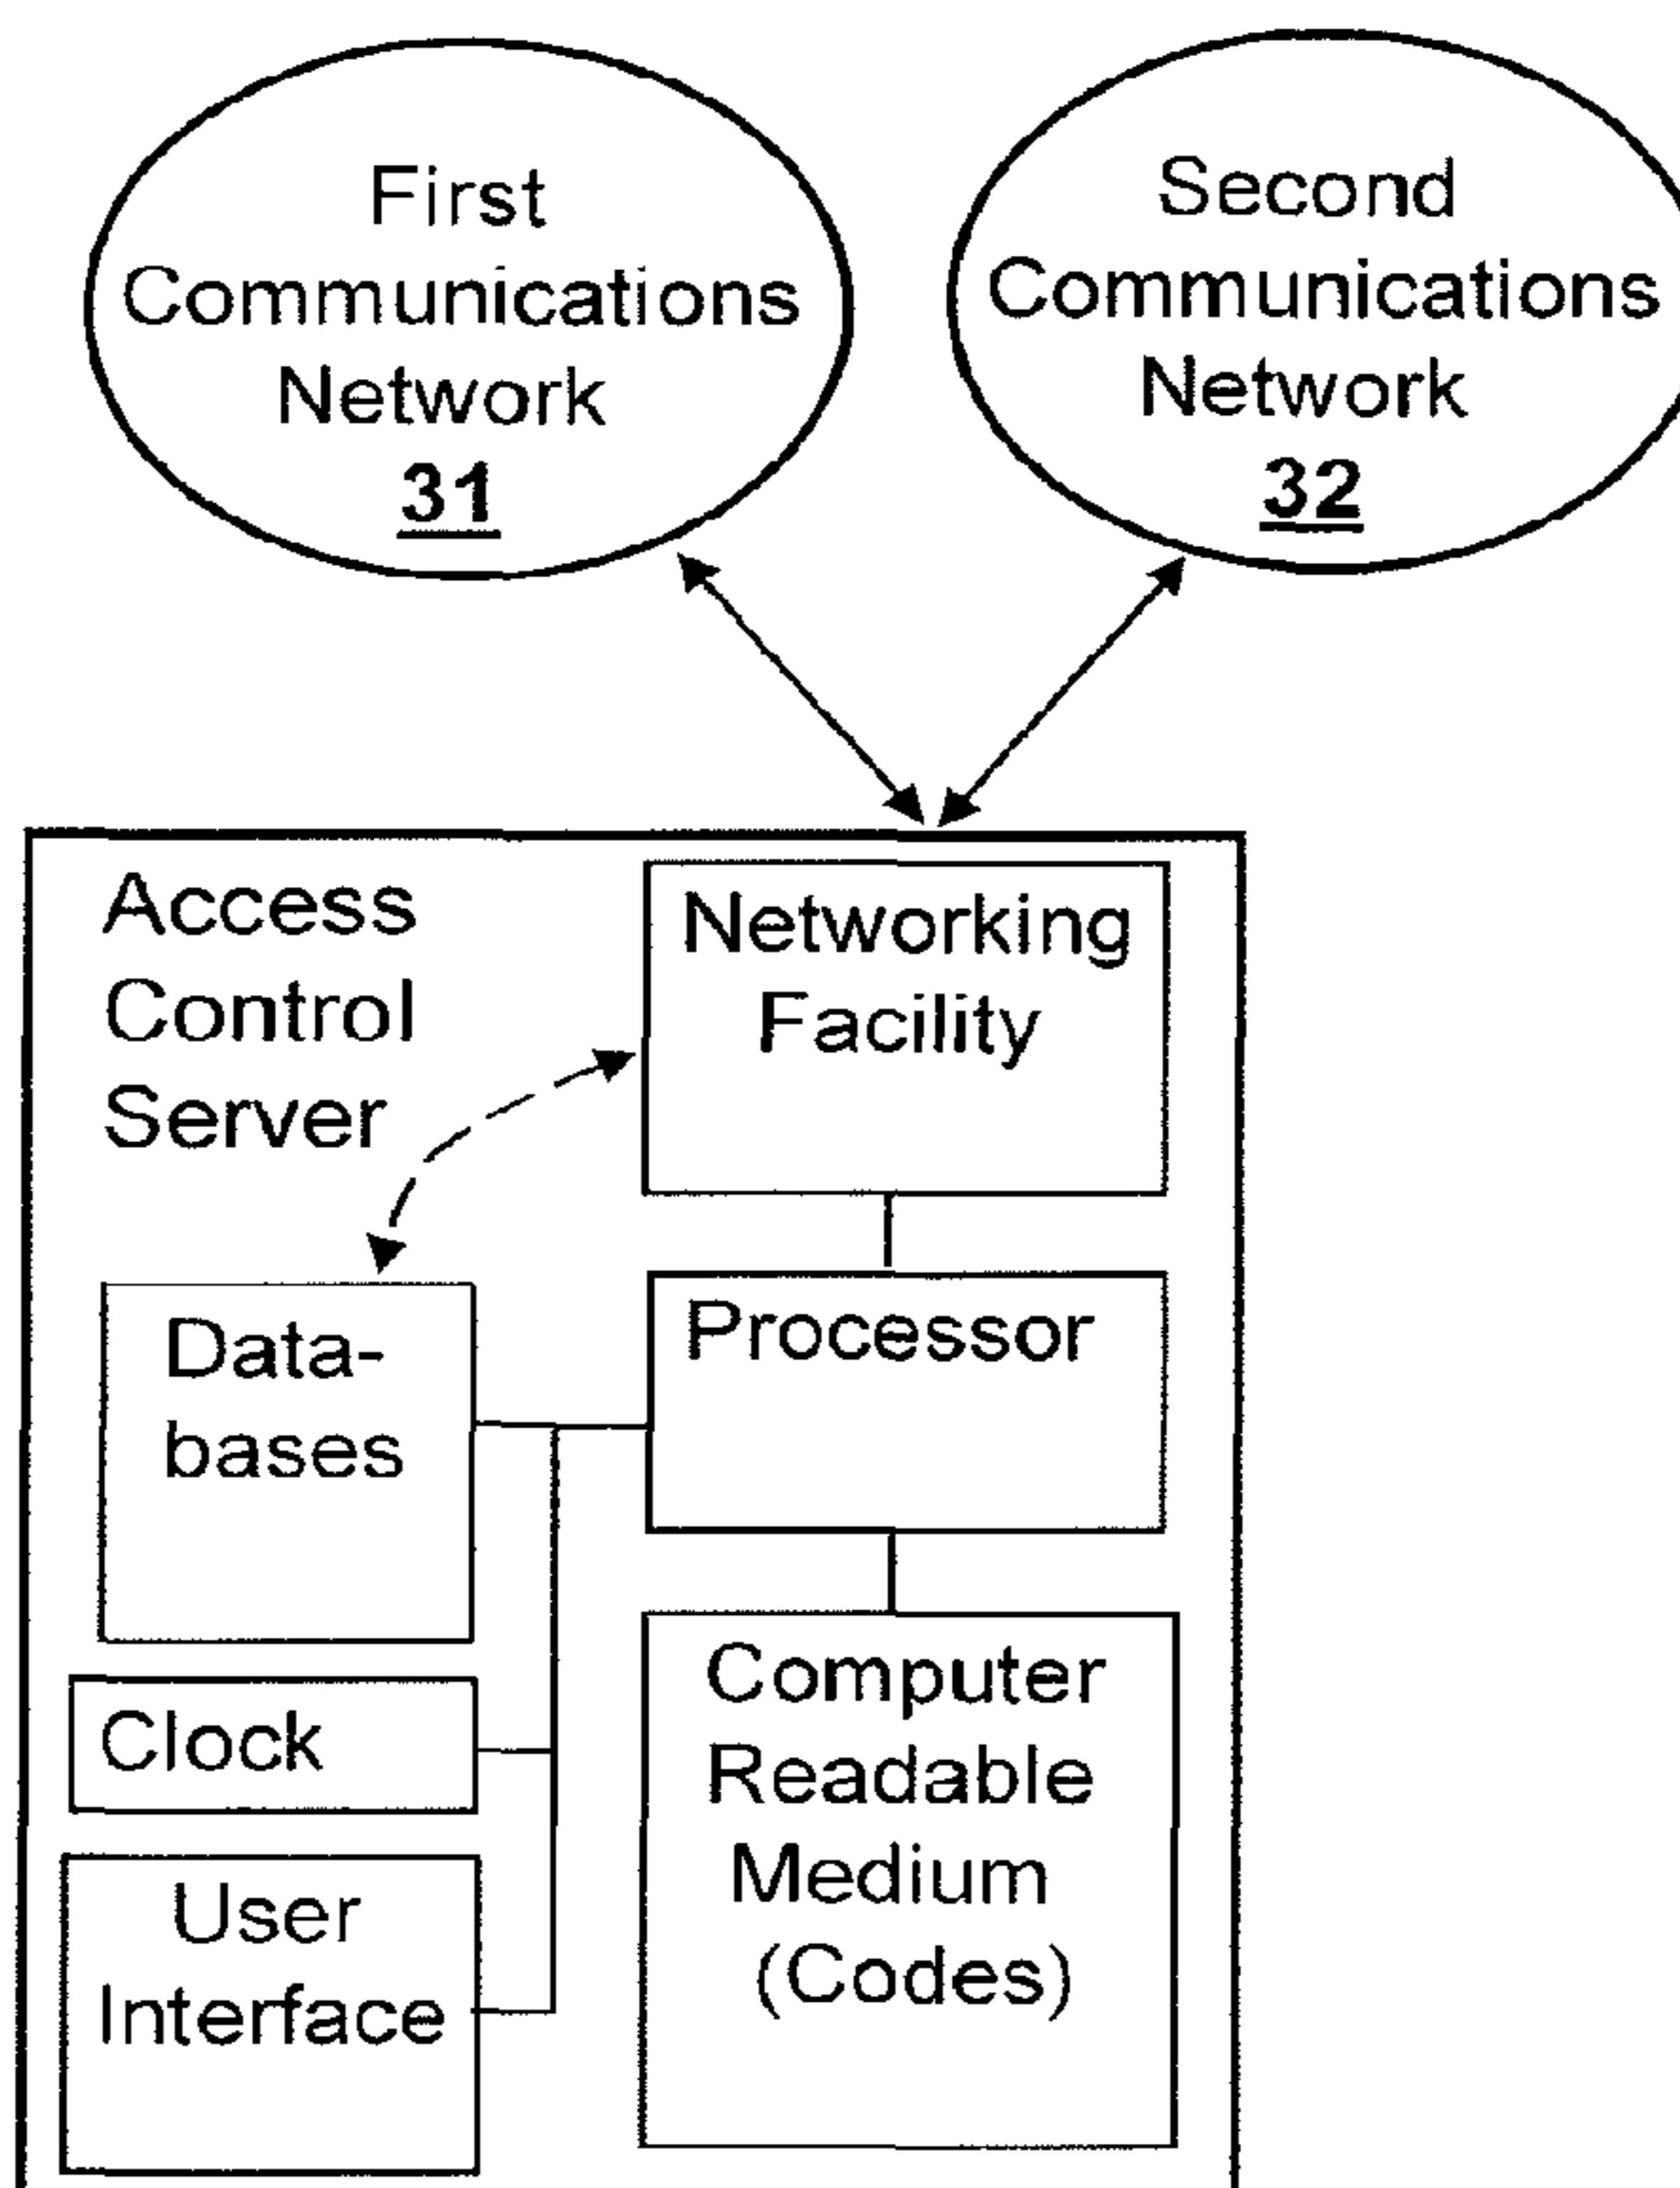 First
Communications
Network
31
Second
Communications
Network
32
Access
Control
Server
Networking
Facility
Data-
bases
Processor
Clock
Computer
Readable
Medium
(Codes)
User
Interface